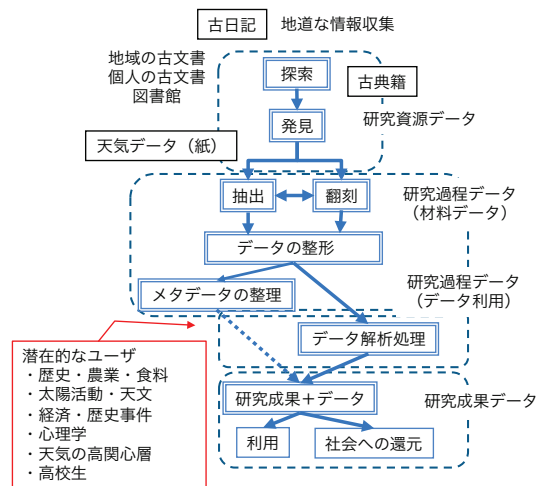 古日記
地道な情報収集
地域の古文書
個人の古文書
図書館
探索
古典籍
発見
研究資源データ
天気データ（紙）
抽出
翻刻
研究過程データ
（材料データ）
データの整形
メタデータの整理
研究過程データ
（データ利用）
データ解析処理
潜在的なユーザ
・歴史・農業・食料
・太陽活動・天文
・経済・歴史事件
・心理学
・天気の高関心層
・高校生
研究成果＋データ
研究成果データ
利用
社会への還元